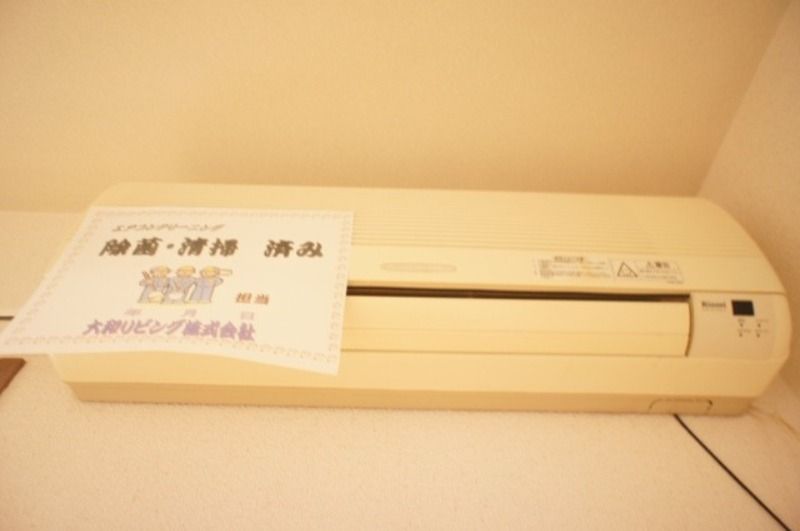 エアコンクリーニング
除菌・清掃　済み
担当
年　月　日
大和リビング株式会社
Rinnai